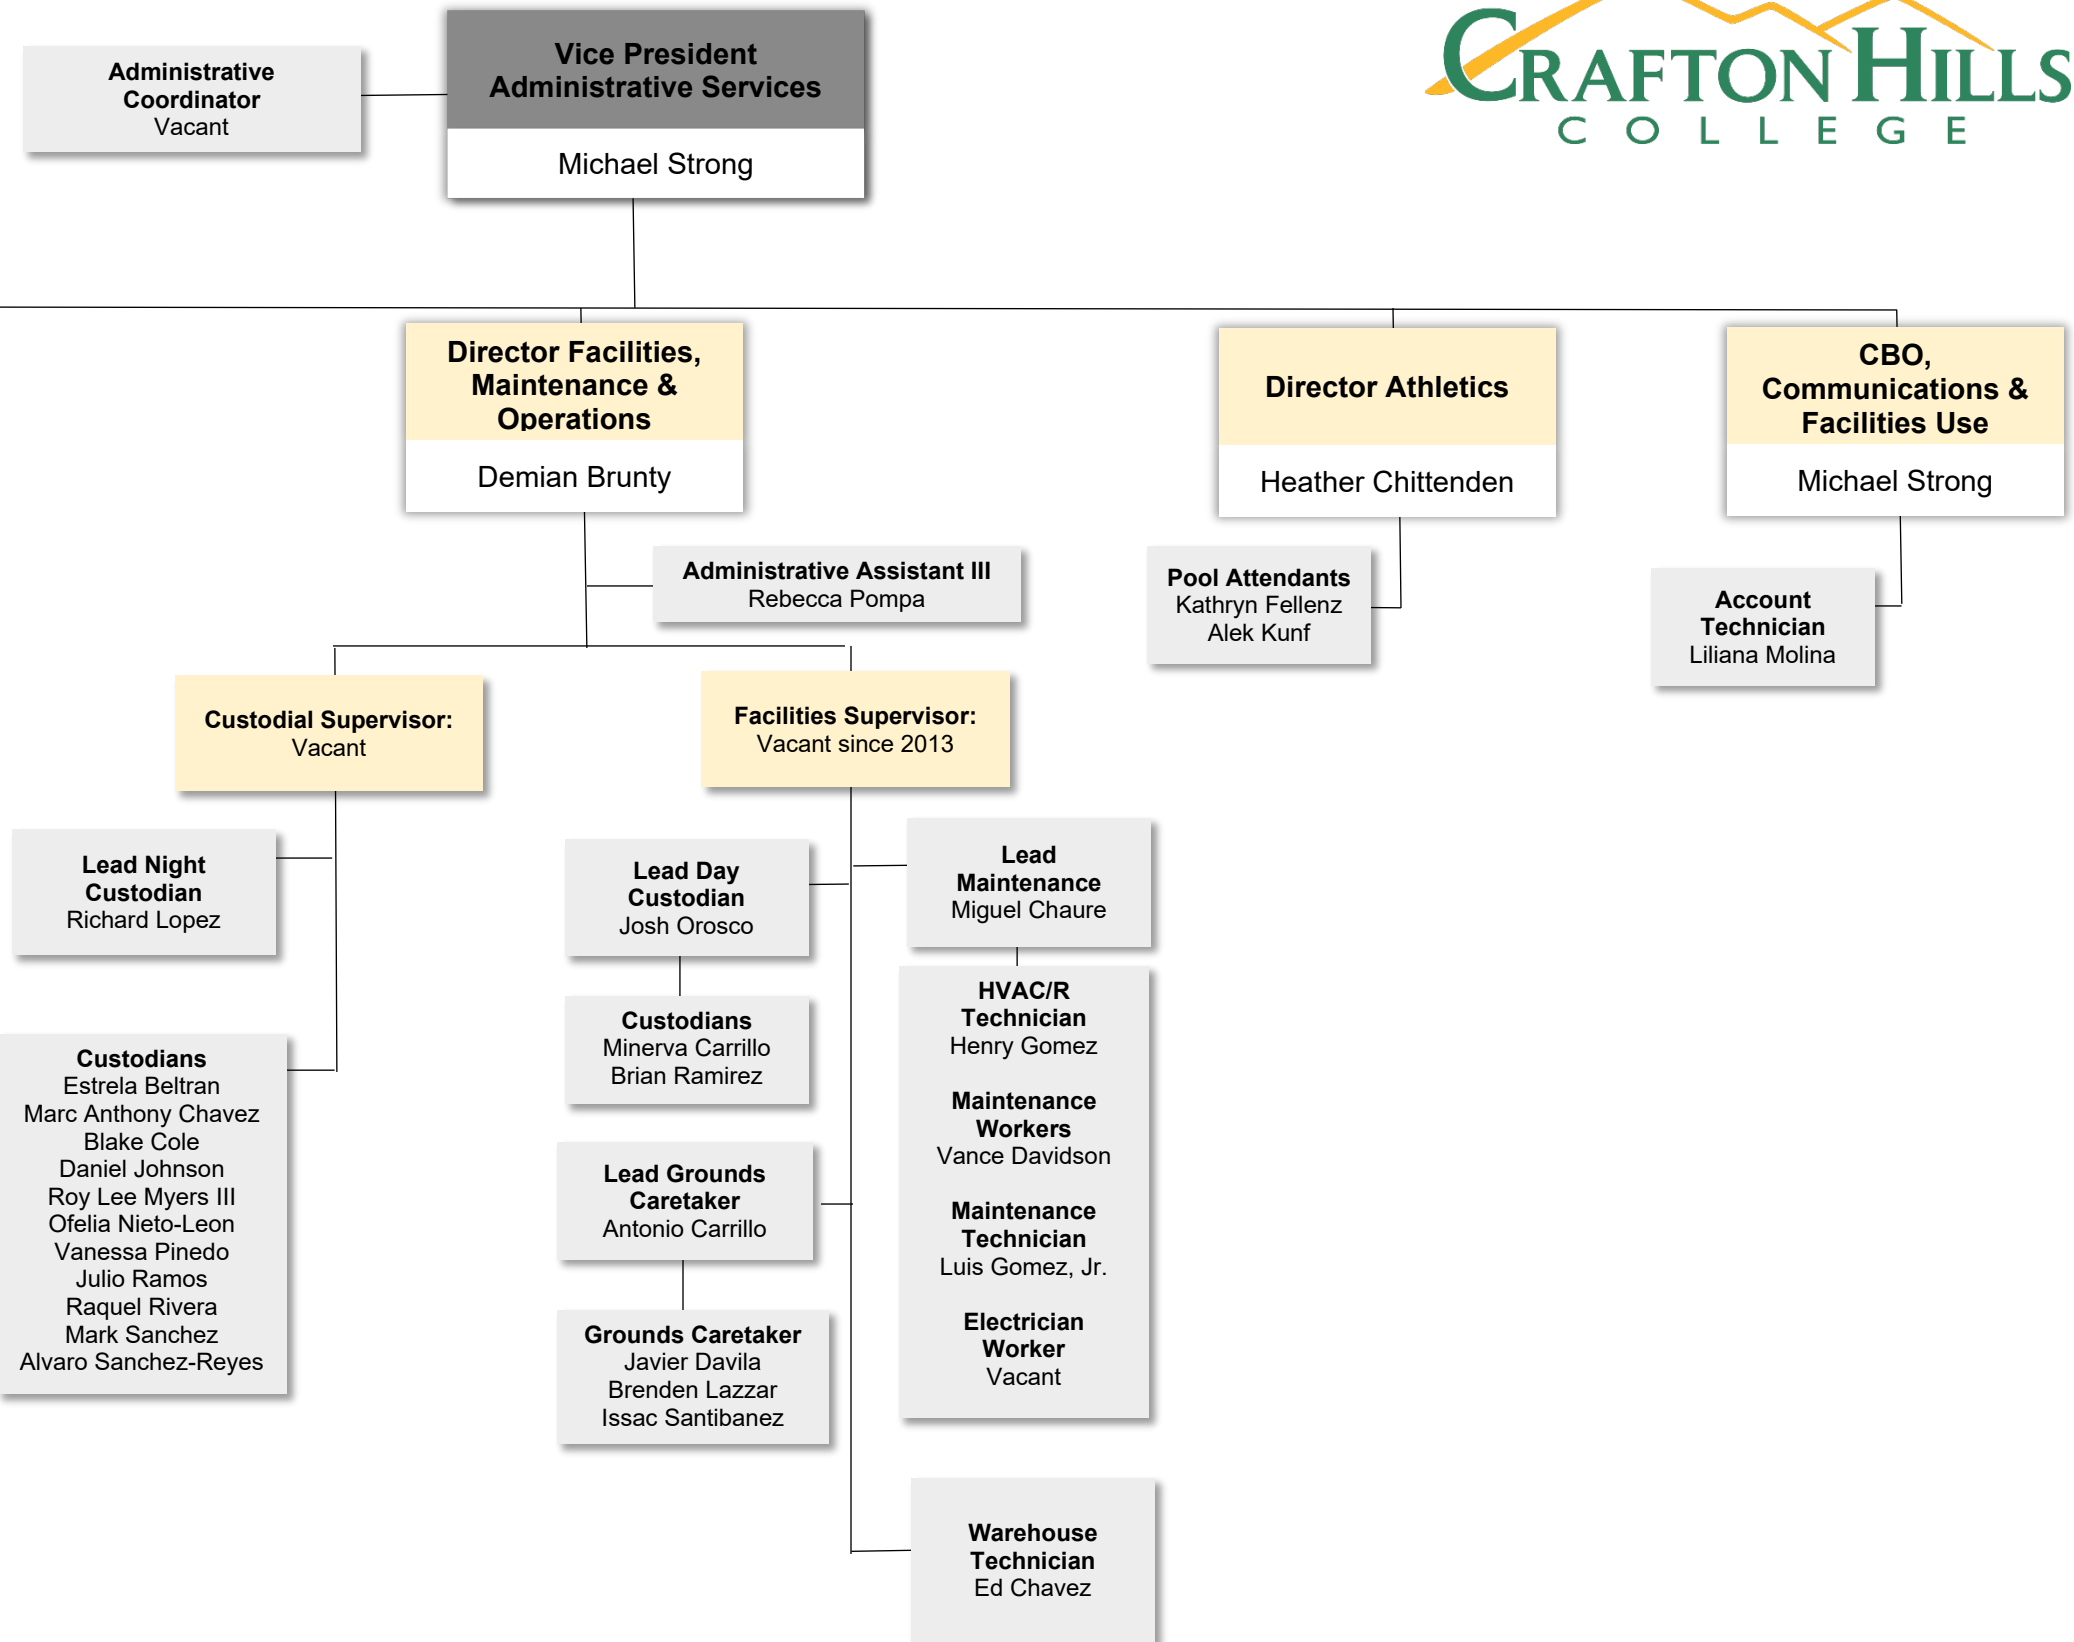 Administrative
Coordinator
Vacant
Vice President
Administrative Services
Michael Strong
CRAFTON HILLS
COLLEGE
Director Facilities,
Maintenance &
Operations
Demian Brunty
Director Athletics
Heather Chittenden
CBO,
Communications &
Facilities Use
Michael Strong
Administrative Assistant III
Rebecca Pompa
Pool Attendants
Kathryn Fellenz
Alek Kunf
Account
Technician
Liliana Molina
Custodial Supervisor:
Vacant
Facilities Supervisor:
Vacant since 2013
Lead Night
Custodian
Richard Lopez
Custodians
Estrela Beltran
Marc Anthony Chavez
Blake Cole
Daniel Johnson
Roy Lee Myers III
Ofelia Nieto-Leon
Vanessa Pinedo
Julio Ramos
Raquel Rivera
Mark Sanchez
Alvaro Sanchez-Reyes
Lead Day
Custodian
Josh Orosco
Custodians
Minerva Carrillo
Brian Ramirez
Lead Grounds
Caretaker
Antonio Carrillo
Grounds Caretaker
Javier Davila
Brenden Lazzar
Issac Santibanez
Lead
Maintenance
Miguel Chaure
HVAC/R
Technician
Henry Gomez
Maintenance
Workers
Vance Davidson
Maintenance
Technician
Luis Gomez, Jr.
Electrician
Worker
Vacant
Warehouse
Technician
Ed Chavez